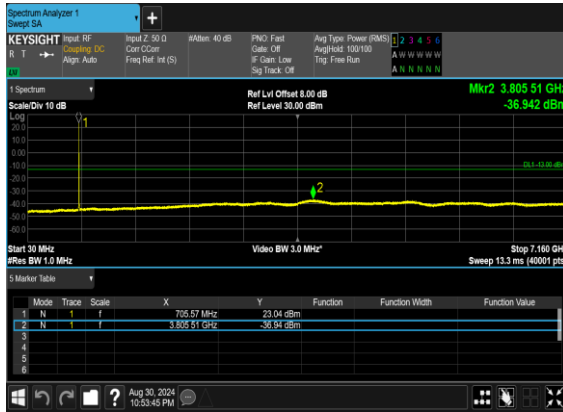 Spectrum Analyzer 1
Swept SA
+
KEYSIGHT Input: RF Input Z: 50 Ω #Atten: 40 dB PNO: Fast Avg Type: Power (RMS) 1 2 3 4 5 6
R T Coupling: DC Corr CCorr Gate: Off Avg|Hold: 100/100 A W W W W W
Align: Auto Freq Ref: Int (S) IF Gain: Low Trig: Free Run
LXI Sig Track: Off A N N N N N
1 Spectrum Ref Lvl Offset 8.00 dB Mkr2 3.805 51 GHz
Scale/Div 10 dB Ref Level 30.00 dBm -36.942 dBm
Log
20.0
10.0
0.00
-10.0
-20.0
-30.0
-40.0
-50.0
-60.0
1
DL1 -13.00 dBm
2
Start 30 MHz Video BW 3.0 MHz* Stop 7.160 GHz
#Res BW 1.0 MHz Sweep 13.3 ms (40001 pts)
5 Marker Table
Mode Trace Scale X Y Function Function Width Function Value
1 N 1 f 705.57 MHz 23.04 dBm
2 N 1 f 3.805 51 GHz -36.94 dBm
3
4
5
6
? Aug 30, 2024
10:53:45 PM